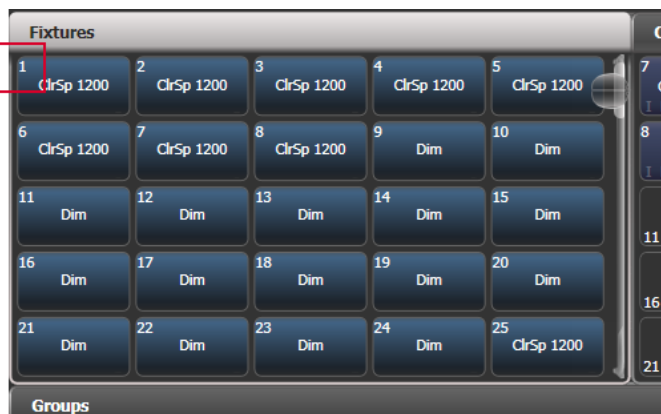 Fixtures
1 ClrSp 1200
2 ClrSp 1200
3 ClrSp 1200
4 ClrSp 1200
5 ClrSp 1200
7
I
6 ClrSp 1200
7 ClrSp 1200
8 ClrSp 1200
9 Dim
10 Dim
8
I
11 Dim
12 Dim
13 Dim
14 Dim
15 Dim
11
16 Dim
17 Dim
18 Dim
19 Dim
20 Dim
16
21 Dim
22 Dim
23 Dim
24 Dim
25 ClrSp 1200
21
Groups